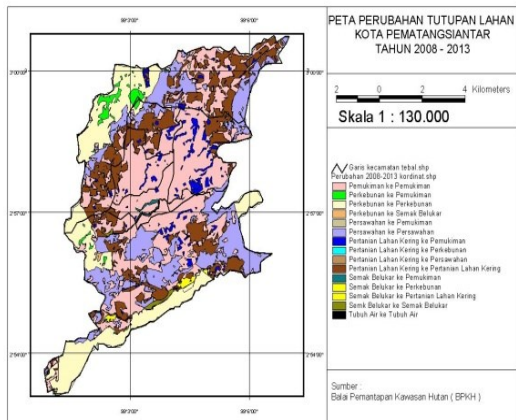 PETA PERUBAHAN TUTUPAN LAHAN
KOTA PEMATANGSIANTAR
TAHUN 2008 - 2013
2 0 2 4 Kilometers
Skala 1 : 130.000
Garis kecamatan tebal.shp
Perubahan 2008-2013 kordinat.shp
Pemukiman ke Pemukiman
Perkebunan ke Pemukiman
Perkebunan ke Perkebunan
Perkebunan ke Semak Belukar
Persawahan ke Pemukiman
Persawahan ke Persawahan
Pertanian Lahan Kering ke Pemukiman
Pertanian Lahan Kering ke Perkebunan
Pertanian Lahan Kering ke Persawahan
Pertanian Lahan Kering ke Pertanian Lahan Kering
Semak Belukar ke Pemukiman
Semak Belukar ke Perkebunan
Semak Belukar ke Pertanian Lahan Kering
Semk Belukar ke Semak Belukar
Tubuh Air ke Tubuh Air
Sumber :
Balai Pemantapan Kawasan Hutan ( BPKH )